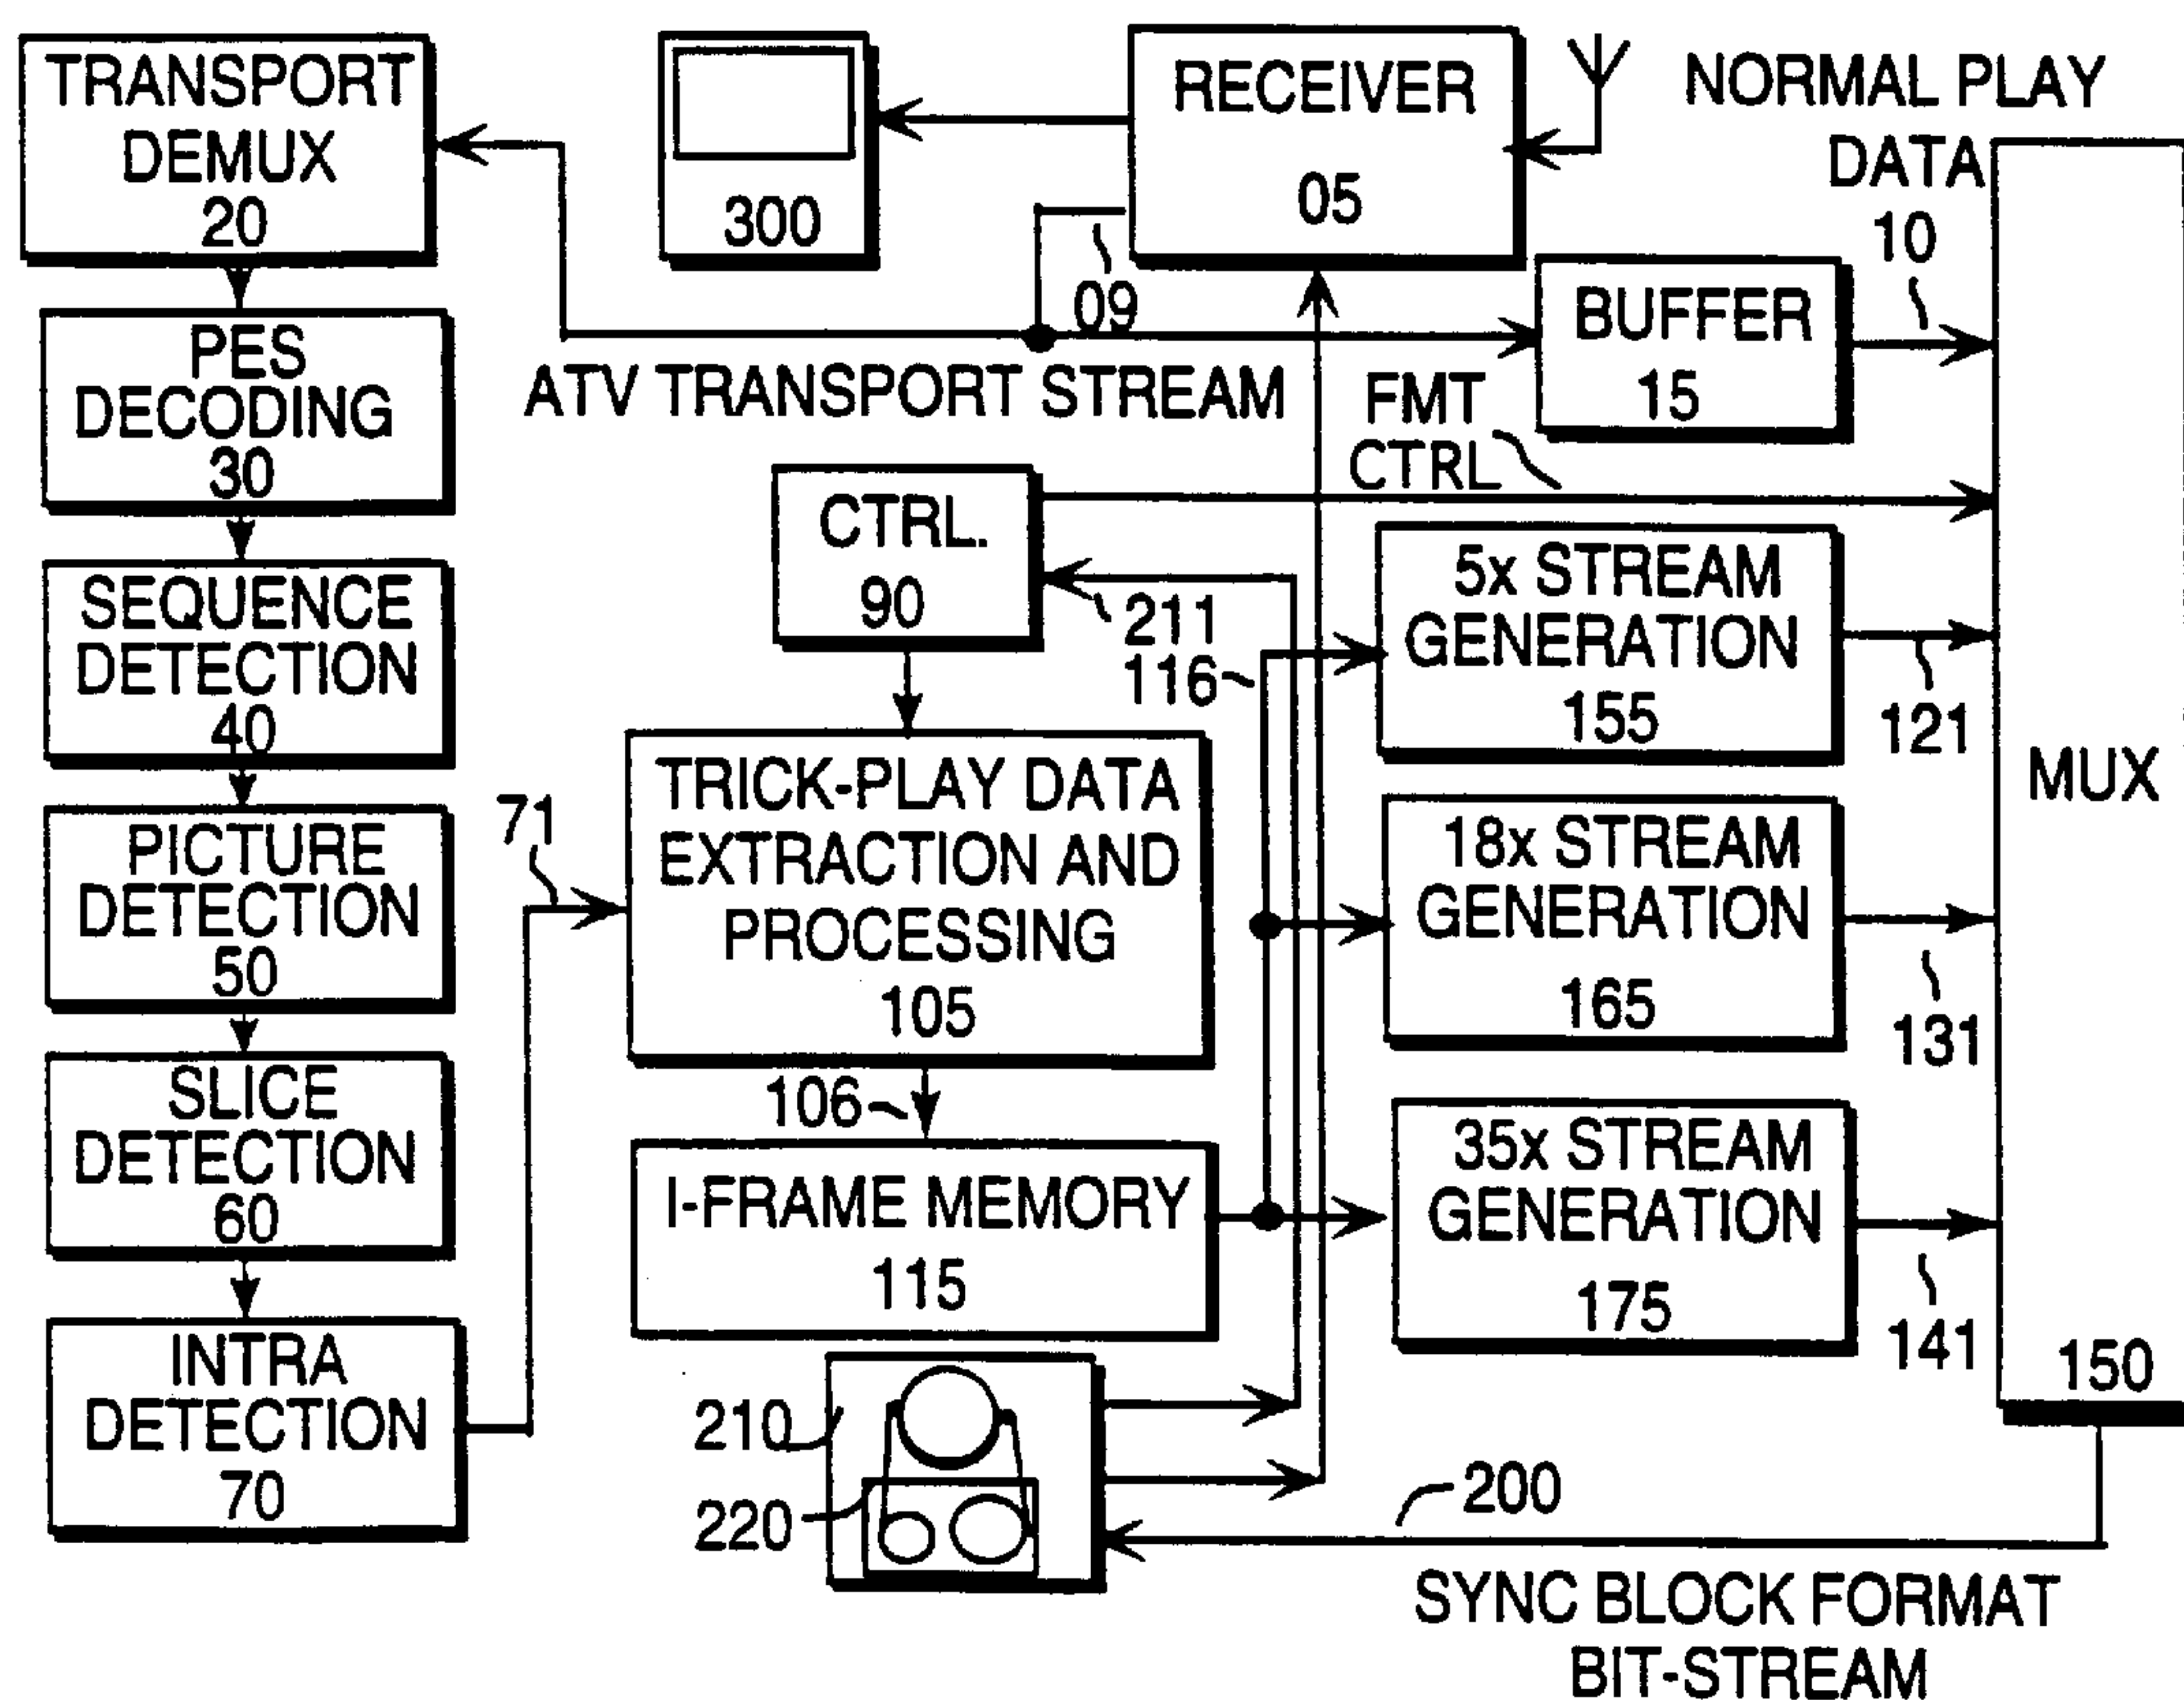 TRANSPORT
DEMUX
20
300
RECEIVER
05
NORMAL PLAY
DATA
10
09
BUFFER
15
PES
DECODING
30
ATV TRANSPORT STREAM
FMT
CTRL
CTRL.
90
211
116
5x STREAM
GENERATION
155
121
MUX
SEQUENCE
DETECTION
40
71
TRICK-PLAY DATA
EXTRACTION AND
PROCESSING
105
18x STREAM
GENERATION
165
131
PICTURE
DETECTION
50
106
SLICE
DETECTION
60
I-FRAME MEMORY
115
35x STREAM
GENERATION
175
141
150
INTRA
DETECTION
70
210
220
200
SYNC BLOCK FORMAT
BIT-STREAM